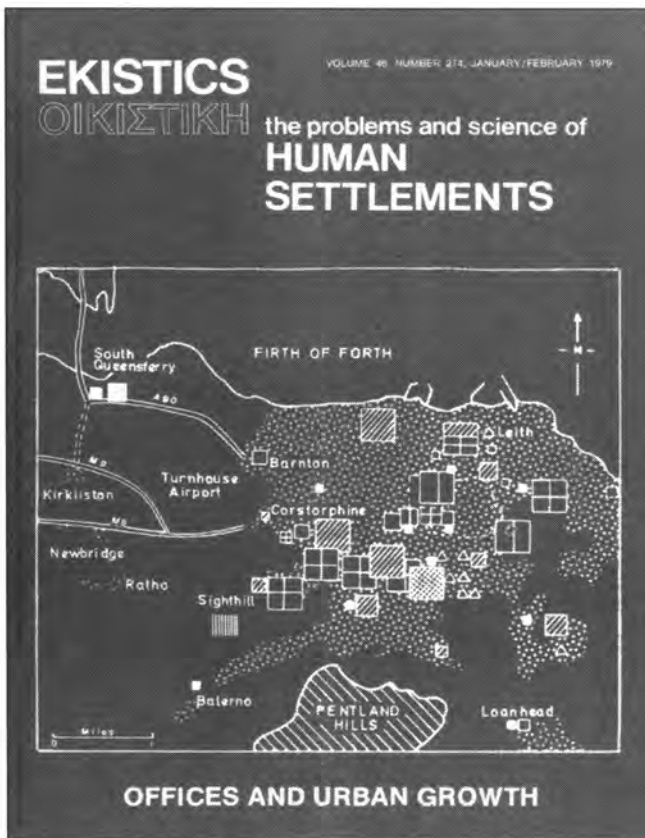 EKISTICS
VOLUME 46 NUMBER 274, JANUARY/FEBRUARY 1979
ΟΙΚΙΣΤΙΚΗ
the problems and science of
HUMAN
SETTLEMENTS
South
Queensferry
FIRTH OF FORTH
N
A90
Leith
Barnton
M9
Turnhouse
Airport
Kirkliston
Corstorphine
M8
Newbridge
Ratho
Sighthill
Balerno
PENTLAND
HILLS
Loanhead
Miles
0 1
OFFICES AND URBAN GROWTH